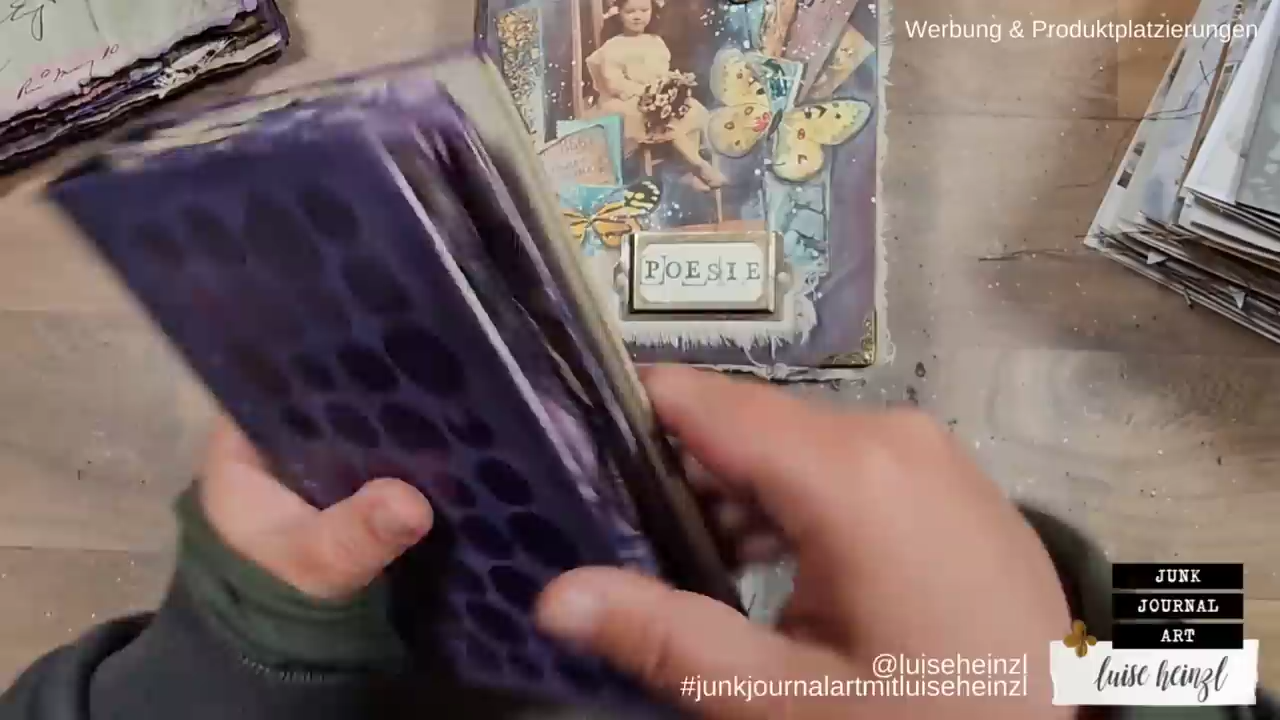 Werbung & Produktplatzierungen
POESIE
JUNK
JOURNAL
ART
@luiseheinzl
#junkjournalartmitluiseheinzl
luise heinzl